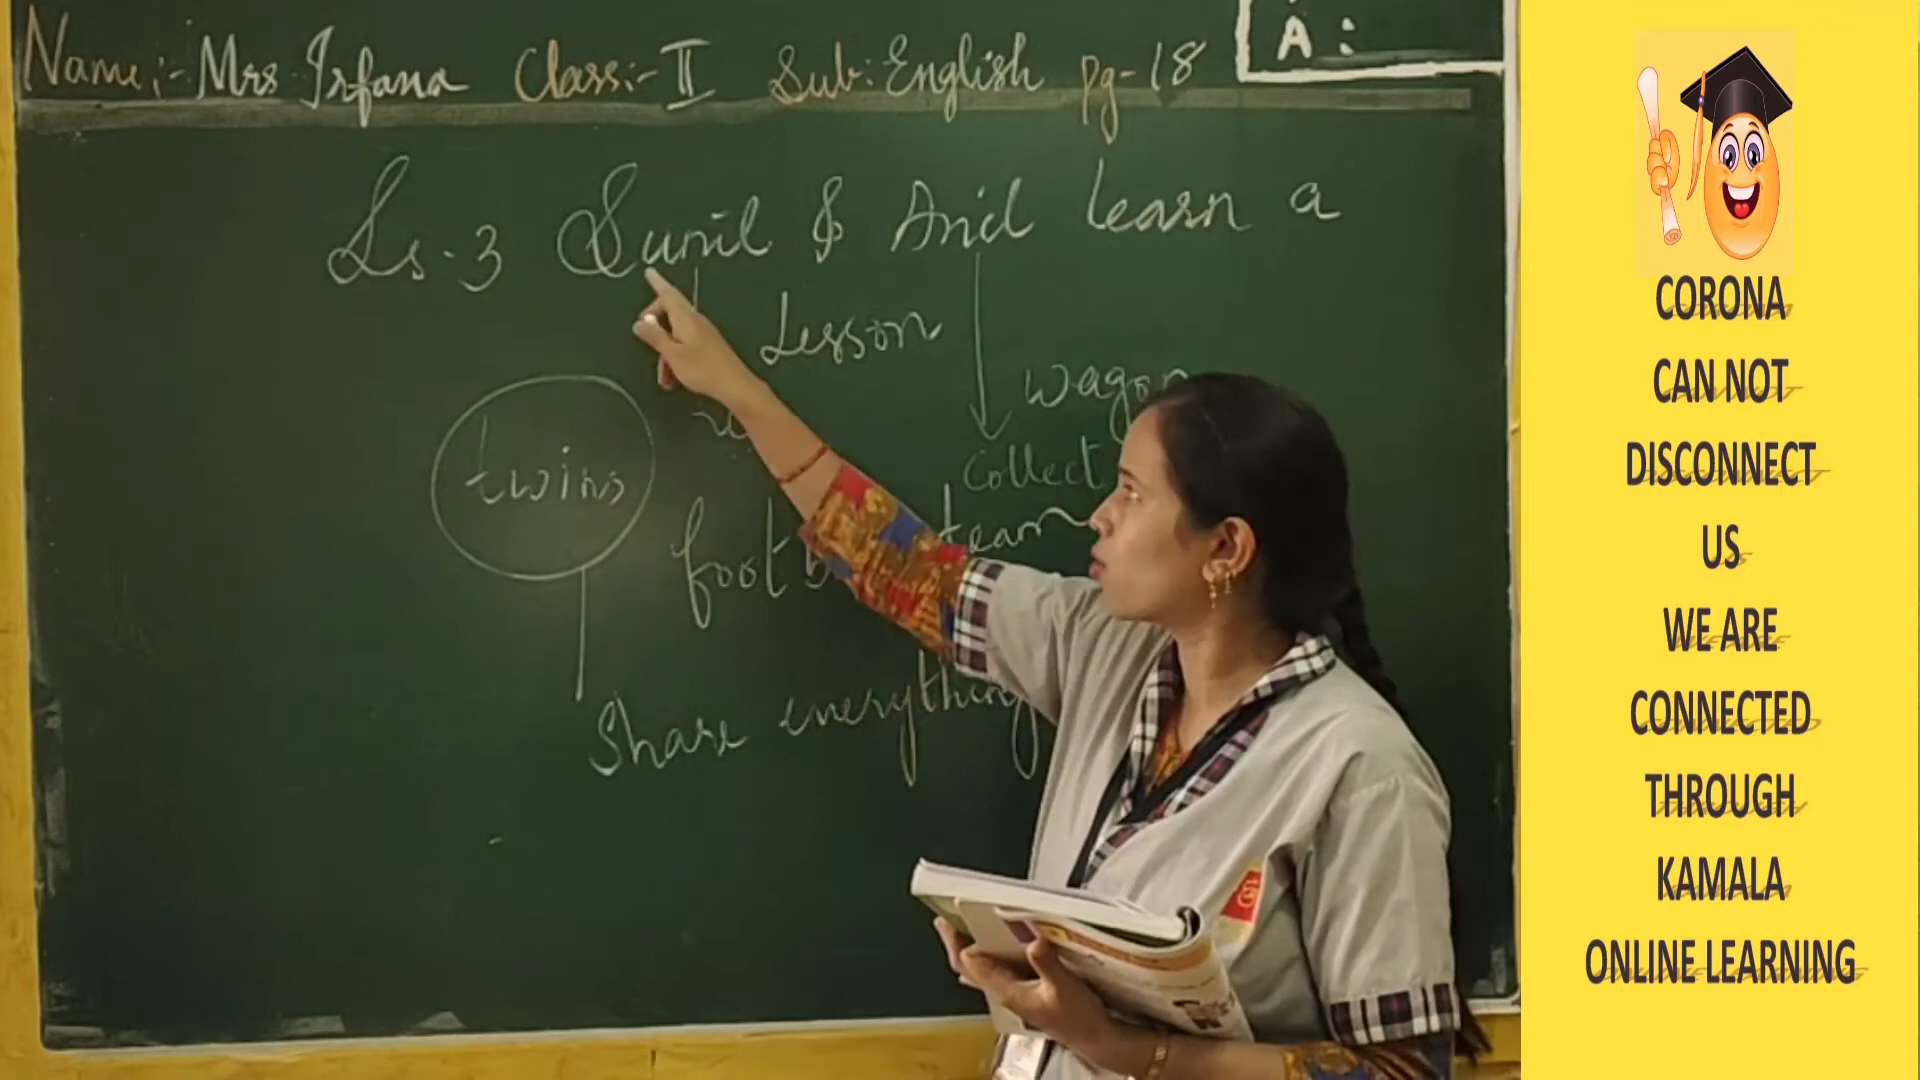 Name:- Mrs. Irfana Class:- II Sub: English pg-18
A:
Ls.3 Sunil & Anil learn a
Lesson
wagon
twins
collect
team
foot
Share everything
CORONA
CAN NOT
DISCONNECT
US
WE ARE
CONNECTED
THROUGH
KAMALA
ONLINE LEARNING